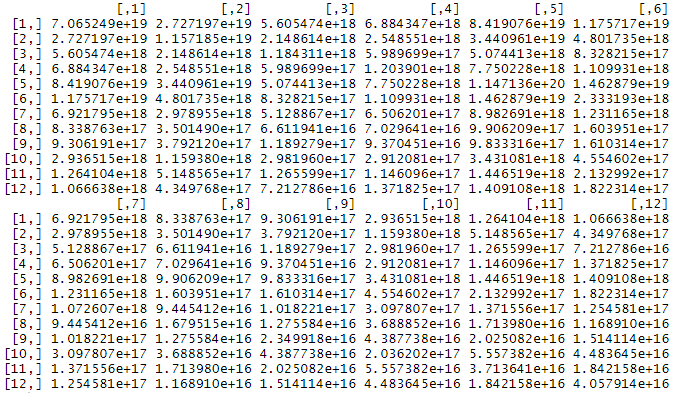 [,1] [,2] [,3] [,4] [,5] [,6]
[1,] 7.065249e+19 2.727197e+19 5.605474e+18 6.884347e+18 8.419076e+19 1.175717e+19
[2,] 2.727197e+19 1.157185e+19 2.148614e+18 2.548551e+18 3.440961e+19 4.801735e+18
[3,] 5.605474e+18 2.148614e+18 1.184311e+18 5.989699e+17 5.074413e+18 8.328215e+17
[4,] 6.884347e+18 2.548551e+18 5.989699e+17 1.203901e+18 7.750228e+18 1.109931e+18
[5,] 8.419076e+19 3.440961e+19 5.074413e+18 7.750228e+18 1.147136e+20 1.462879e+19
[6,] 1.175717e+19 4.801735e+18 8.328215e+17 1.109931e+18 1.462879e+19 2.333193e+18
[7,] 6.921795e+18 2.978955e+18 5.128867e+17 6.506201e+17 8.982691e+18 1.231165e+18
[8,] 8.338763e+17 3.501490e+17 6.611941e+16 7.029641e+16 9.906209e+17 1.603951e+17
[9,] 9.306191e+17 3.792120e+17 1.189279e+17 9.370451e+16 9.833316e+17 1.610314e+17
[10,] 2.936515e+18 1.159380e+18 2.981960e+17 2.912081e+17 3.431081e+18 4.554602e+17
[11,] 1.264104e+18 5.148565e+17 1.265599e+17 1.146096e+17 1.446519e+18 2.132992e+17
[12,] 1.066638e+18 4.349768e+17 7.212786e+16 1.371825e+17 1.409108e+18 1.822314e+17
[,7] [,8] [,9] [,10] [,11] [,12]
[1,] 6.921795e+18 8.338763e+17 9.306191e+17 2.936515e+18 1.264104e+18 1.066638e+18
[2,] 2.978955e+18 3.501490e+17 3.792120e+17 1.159380e+18 5.148565e+17 4.349768e+17
[3,] 5.128867e+17 6.611941e+16 1.189279e+17 2.981960e+17 1.265599e+17 7.212786e+16
[4,] 6.506201e+17 7.029641e+16 9.370451e+16 2.912081e+17 1.146096e+17 1.371825e+17
[5,] 8.982691e+18 9.906209e+17 9.833316e+17 3.431081e+18 1.446519e+18 1.409108e+18
[6,] 1.231165e+18 1.603951e+17 1.610314e+17 4.554602e+17 2.132992e+17 1.822314e+17
[7,] 1.072608e+18 9.445412e+16 1.018221e+17 3.097807e+17 1.371556e+17 1.254581e+17
[8,] 9.445412e+16 1.679515e+16 1.275584e+16 3.688852e+16 1.713980e+16 1.168910e+16
[9,] 1.018221e+17 1.275584e+16 2.349918e+16 4.387738e+16 2.025082e+16 1.514114e+16
[10,] 3.097807e+17 3.688852e+16 4.387738e+16 2.036202e+17 5.557382e+16 4.483645e+16
[11,] 1.371556e+17 1.713980e+16 2.025082e+16 5.557382e+16 3.713641e+16 1.842158e+16
[12,] 1.254581e+17 1.168910e+16 1.514114e+16 4.483645e+16 1.842158e+16 4.057914e+16